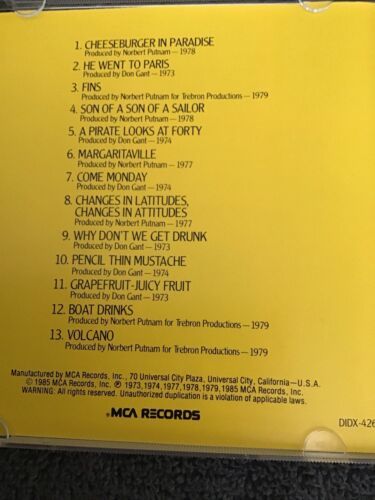 1. CHEESEBURGER IN PARADISE
Produced by Norbert Putnam — 1978
2. HE WENT TO PARIS
Produced by Don Gant — 1973
3. FINS
Produced by Norbert Putnam for Trebron Productions — 1979
4. SON OF A SON OF A SAILOR
Produced by Norbert Putnam — 1978
5. A PIRATE LOOKS AT FORTY
Produced by Don Gant — 1974
6. MARGARITAVILLE
Produced by Norbert Putnam — 1977
7. COME MONDAY
Produced by Don Gant — 1974
8. CHANGES IN LATITUDES,
CHANGES IN ATTITUDES
Produced by Norbert Putnam — 1977
9. WHY DON'T WE GET DRUNK
Produced by Don Gant — 1973
10. PENCIL THIN MUSTACHE
Produced by Don Gant — 1974
11. GRAPEFRUIT-JUICY FRUIT
Produced by Don Gant — 1973
12. BOAT DRINKS
Produced by Norbert Putnam for Trebron Productions — 1979
13. VOLCANO
Produced by Norbert Putnam for Trebron Productions — 1979
Manufactured by MCA Records, Inc., 70 Universal City Plaza, Universal City, California — U.S.A.
© 1985 MCA Records, Inc. ℗ 1973, 1974, 1977, 1978, 1979, 1985 MCA Records, Inc.
WARNING: All rights reserved. Unauthorized duplication is a violation of applicable laws.
MCA RECORDS
DIDX-426